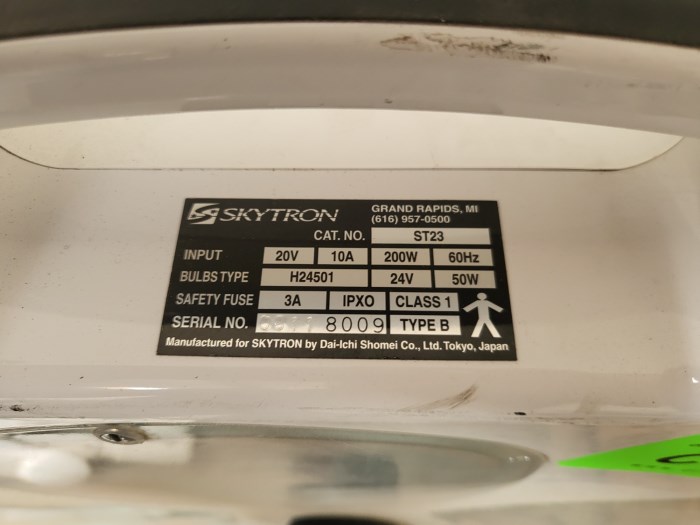 SKYTRON
GRAND RAPIDS, MI
(616) 957-0500
CAT. NO. ST23
INPUT 20V 10A 200W 60Hz
BULBS TYPE H24501 24V 50W
SAFETY FUSE 3A IPXO CLASS 1
SERIAL NO. 8009 TYPE B
Manufactured for SKYTRON by Dai-Ichi Shomei Co., Ltd. Tokyo, Japan